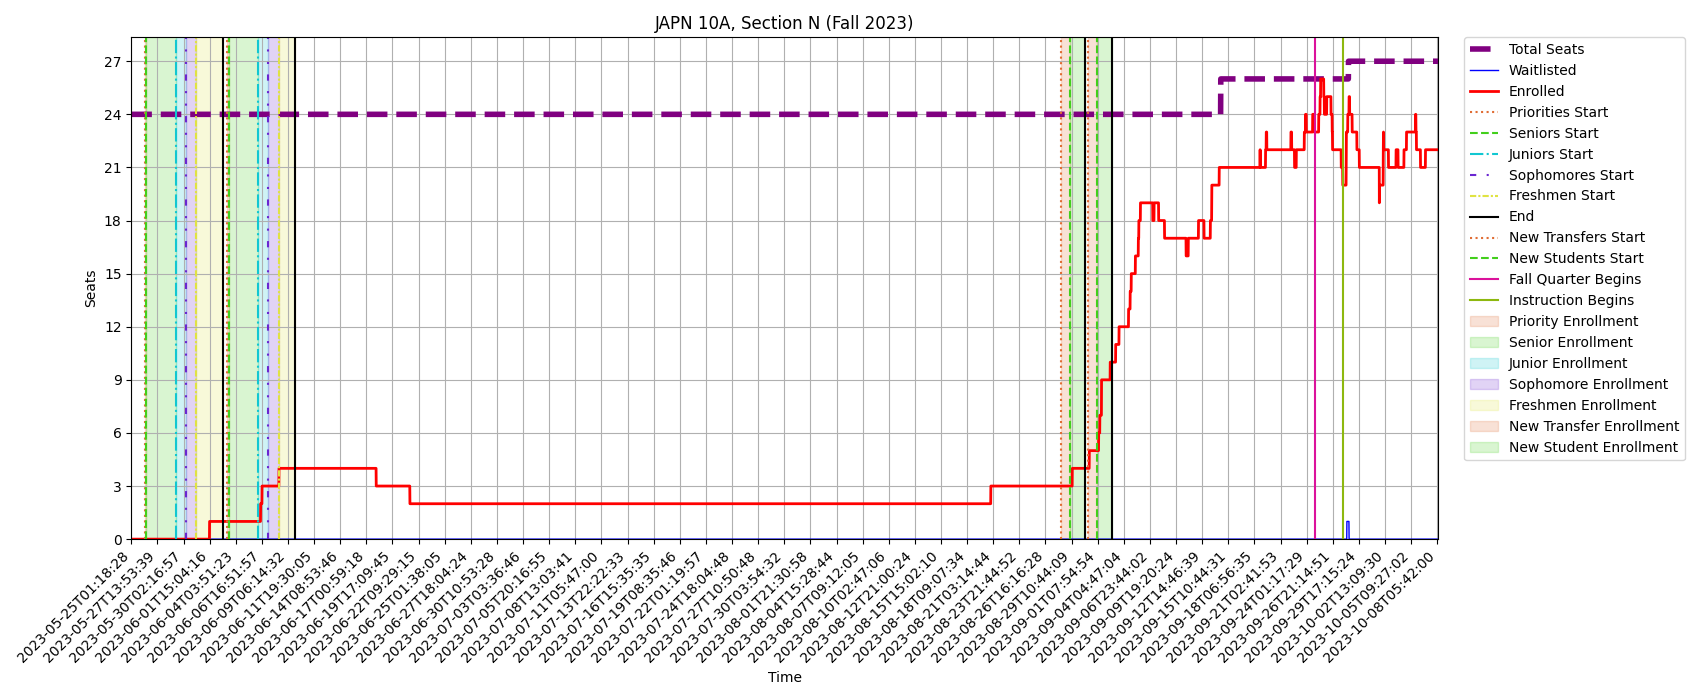 JAPN 10A, Section N (Fall 2023)
Seats
27
24
21
18
15
12
9
6
3
0
2023-05-25T01:18:28
2023-05-27T13:53:39
2023-05-30T02:16:57
2023-06-01T15:04:16
2023-06-04T03:51:23
2023-06-06T16:51:57
2023-06-09T06:14:32
2023-06-11T19:30:05
2023-06-14T08:53:46
2023-06-17T00:59:18
2023-06-19T17:09:45
2023-06-22T09:29:15
2023-06-25T01:38:05
2023-06-27T18:04:24
2023-06-30T10:53:28
2023-07-03T03:36:46
2023-07-05T20:16:55
2023-07-08T13:03:41
2023-07-11T05:47:00
2023-07-13T22:22:33
2023-07-16T15:35:35
2023-07-19T08:35:46
2023-07-22T01:19:57
2023-07-24T18:04:48
2023-07-27T10:50:48
2023-07-30T03:54:32
2023-08-01T21:30:58
2023-08-04T15:28:44
2023-08-07T09:12:05
2023-08-10T02:47:06
2023-08-12T21:00:24
2023-08-15T15:02:10
2023-08-18T09:07:34
2023-08-21T03:14:44
2023-08-23T21:44:52
2023-08-26T16:16:28
2023-08-29T10:44:09
2023-09-01T07:54:54
2023-09-04T04:47:04
2023-09-06T23:44:02
2023-09-09T19:20:24
2023-09-12T14:46:39
2023-09-15T10:44:31
2023-09-18T06:56:35
2023-09-21T02:41:53
2023-09-24T01:17:29
2023-09-26T21:14:51
2023-09-29T17:15:24
2023-10-02T13:09:30
2023-10-05T09:27:02
2023-10-08T05:42:00
Time
Total Seats
Waitlisted
Enrolled
Priorities Start
Seniors Start
Juniors Start
Sophomores Start
Freshmen Start
End
New Transfers Start
New Students Start
Fall Quarter Begins
Instruction Begins
Priority Enrollment
Senior Enrollment
Junior Enrollment
Sophomore Enrollment
Freshmen Enrollment
New Transfer Enrollment
New Student Enrollment